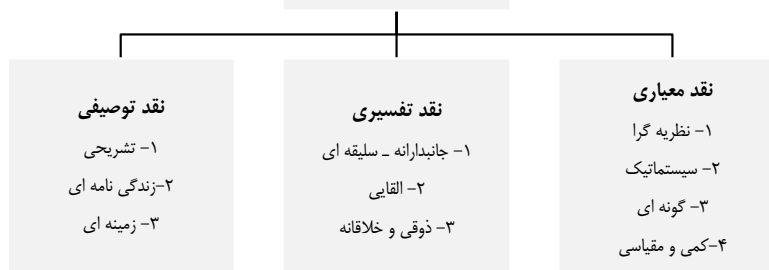 نقد معیاری
۱- نظریه گرا
۲- سیستماتیک
۳- گونه ای
۴-کمی و مقیاسی
نقد تفسیری
۱- جانبدارانه ـ سلیقه ای
۲- القایی
۳- ذوقی و خلاقانه
نقد توصیفی
۱- تشریحی
۲-زندگی نامه ای
۳- زمینه ای